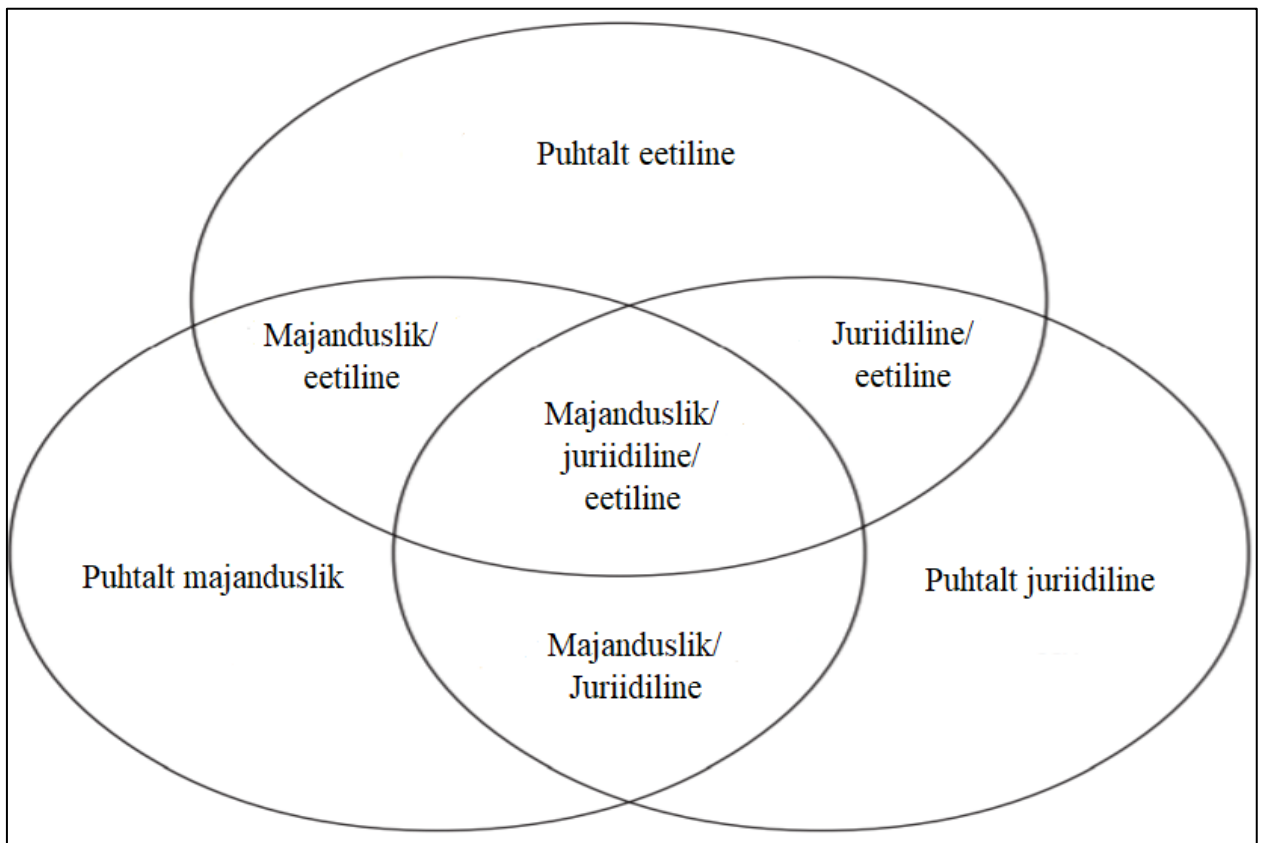 Puhtalt eetiline
Majanduslik/
eetiline
Juriidiline/
eetiline
Majanduslik/
juriidiline/
eetiline
Puhtalt majanduslik
Puhtalt juriidiline
Majanduslik/
Juriidiline